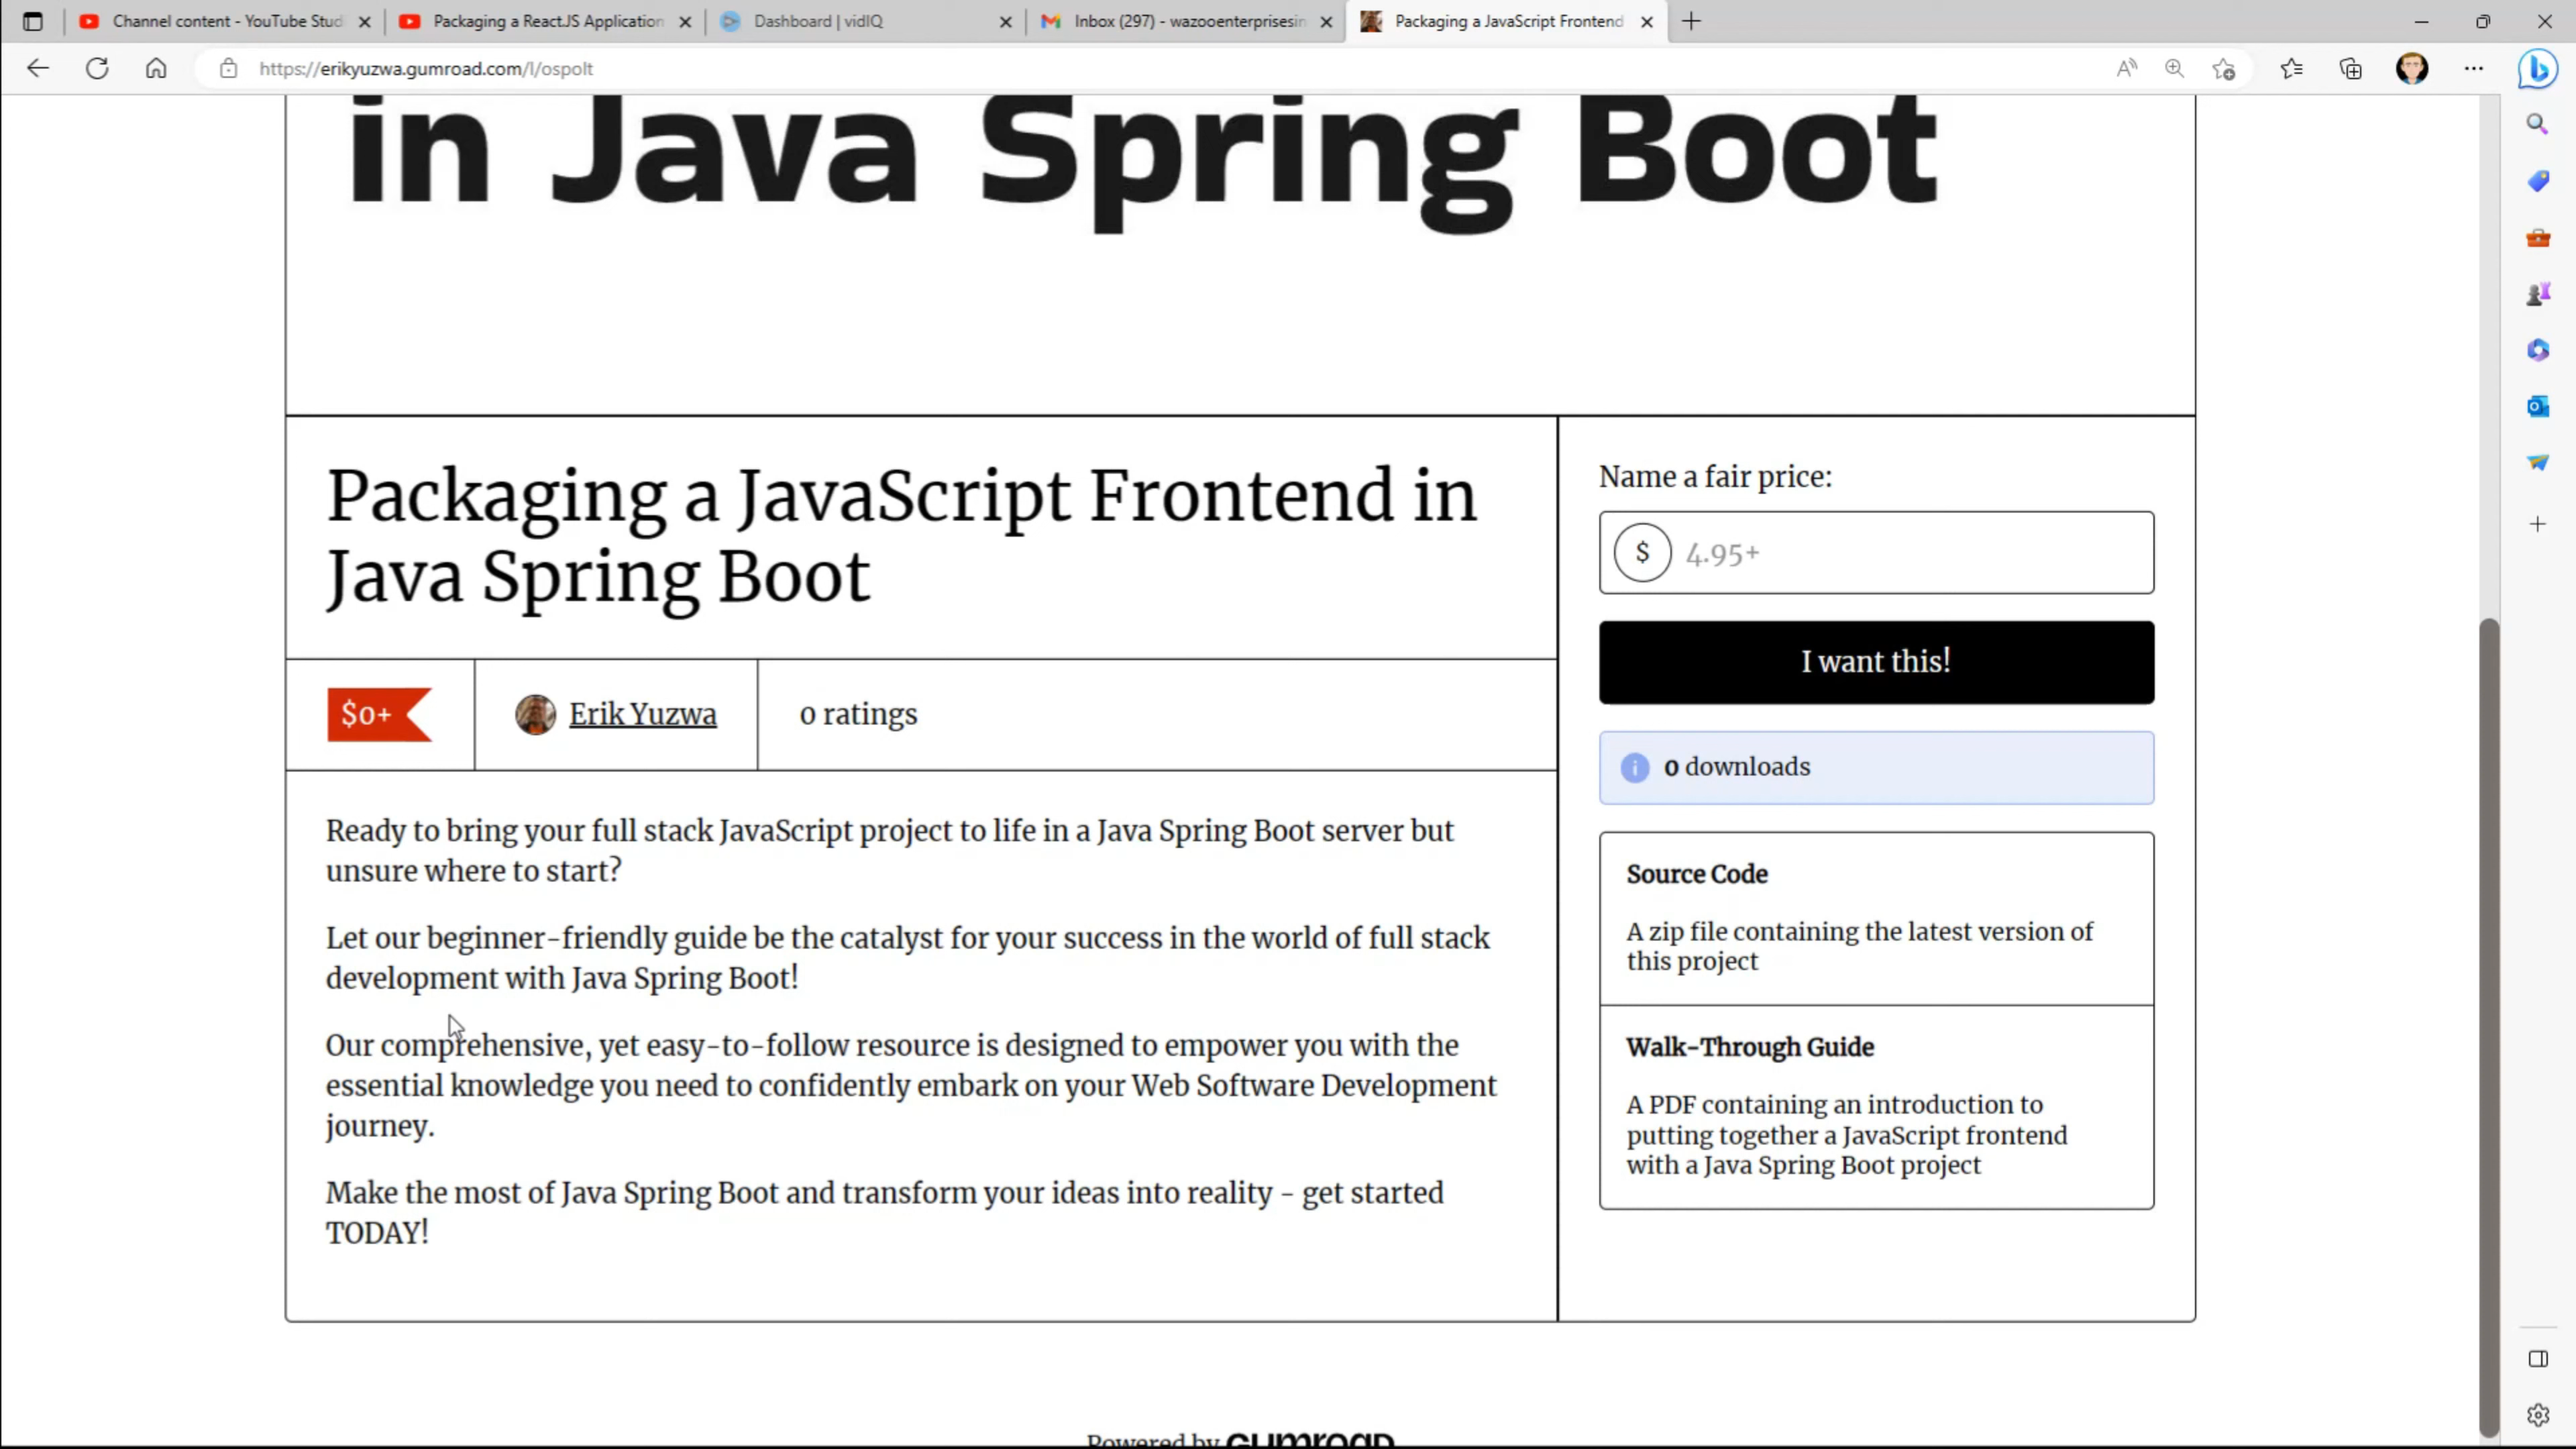 Channel content - YouTube Stud
Packaging a React.JS Application
Dashboard | vidIQ
Inbox (297) - wazooenterprisesin
Packaging a JavaScript Frontend
https://erikyuzwa.gumroad.com/l/ospolt
in Java Spring Boot
Packaging a JavaScript Frontend in
Java Spring Boot
$0+
Erik Yuzwa
0 ratings
Ready to bring your full stack JavaScript project to life in a Java Spring Boot server but
unsure where to start?
Let our beginner-friendly guide be the catalyst for your success in the world of full stack
development with Java Spring Boot!
Our comprehensive, yet easy-to-follow resource is designed to empower you with the
essential knowledge you need to confidently embark on your Web Software Development
journey.
Make the most of Java Spring Boot and transform your ideas into reality - get started
TODAY!
Name a fair price:
$ 4.95+
I want this!
0 downloads
Source Code
A zip file containing the latest version of
this project
Walk-Through Guide
A PDF containing an introduction to
putting together a JavaScript frontend
with a Java Spring Boot project
Powered by GUMROAD